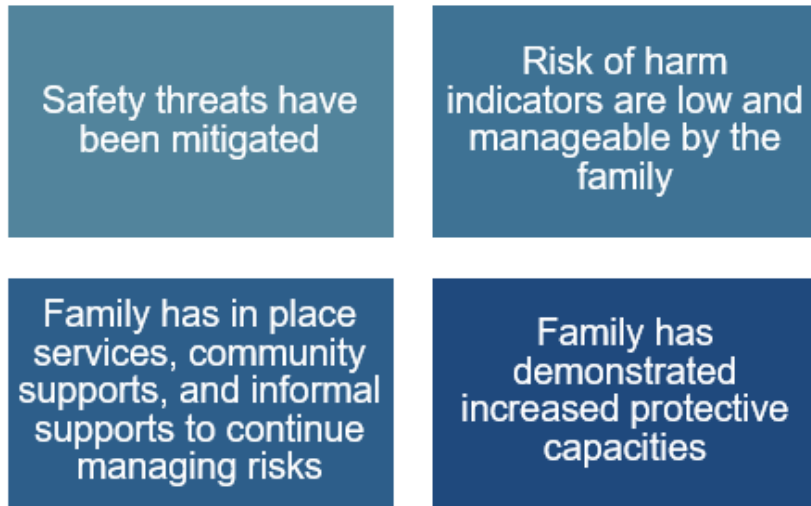 Safety threats have
been mitigated
Risk of harm
indicators are low and
manageable by the
family
Family has in place
services, community
supports, and informal
supports to continue
managing risks
Family has
demonstrated
increased protective
capacities